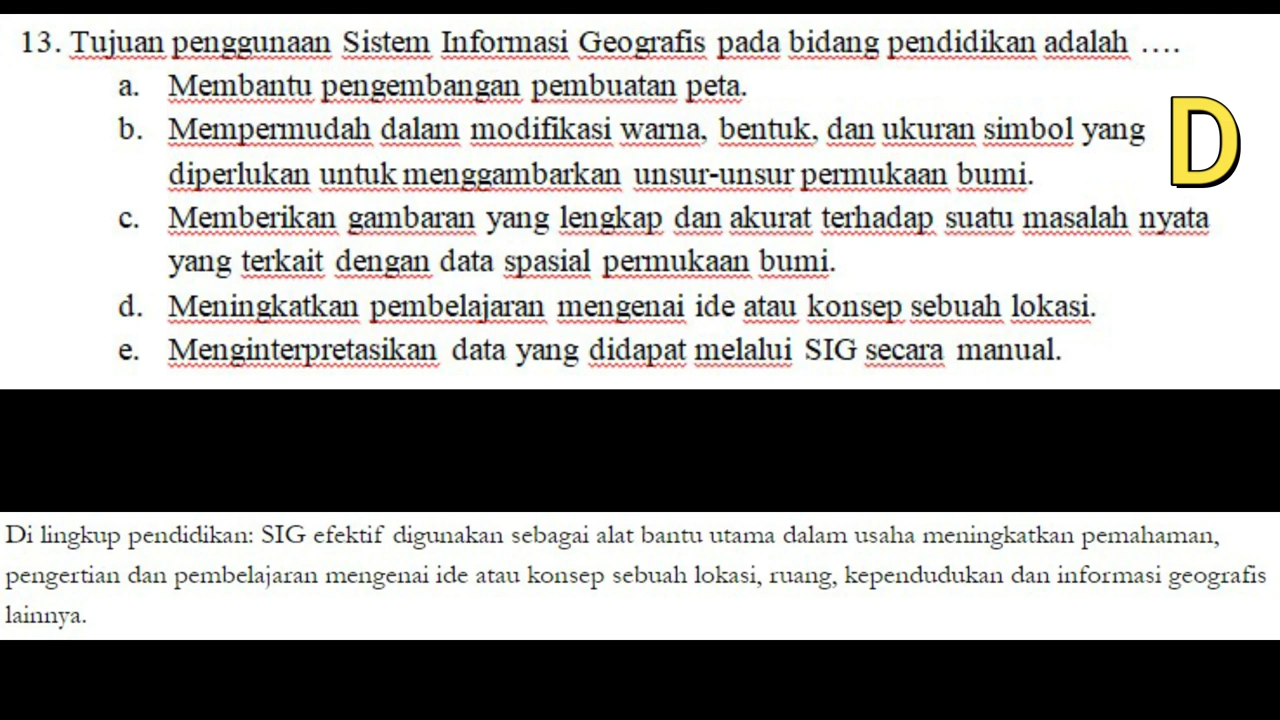 13. Tujuan penggunaan Sistem Informasi Geografis pada bidang pendidikan adalah ….
a. Membantu pengembangan pembuatan peta.
b. Mempermudah dalam modifikasi warna, bentuk, dan ukuran simbol yang
diperlukan untuk menggambarkan unsur-unsur permukaan bumi.
D
c. Memberikan gambaran yang lengkap dan akurat terhadap suatu masalah nyata
yang terkait dengan data spasial permukaan bumi.
d. Meningkatkan pembelajaran mengenai ide atau konsep sebuah lokasi.
e. Menginterpretasikan data yang didapat melalui SIG secara manual.
Di lingkup pendidikan: SIG efektif digunakan sebagai alat bantu utama dalam usaha meningkatkan pemahaman,
pengertian dan pembelajaran mengenai ide atau konsep sebuah lokasi, ruang, kependudukan dan informasi geografis
lainnya.